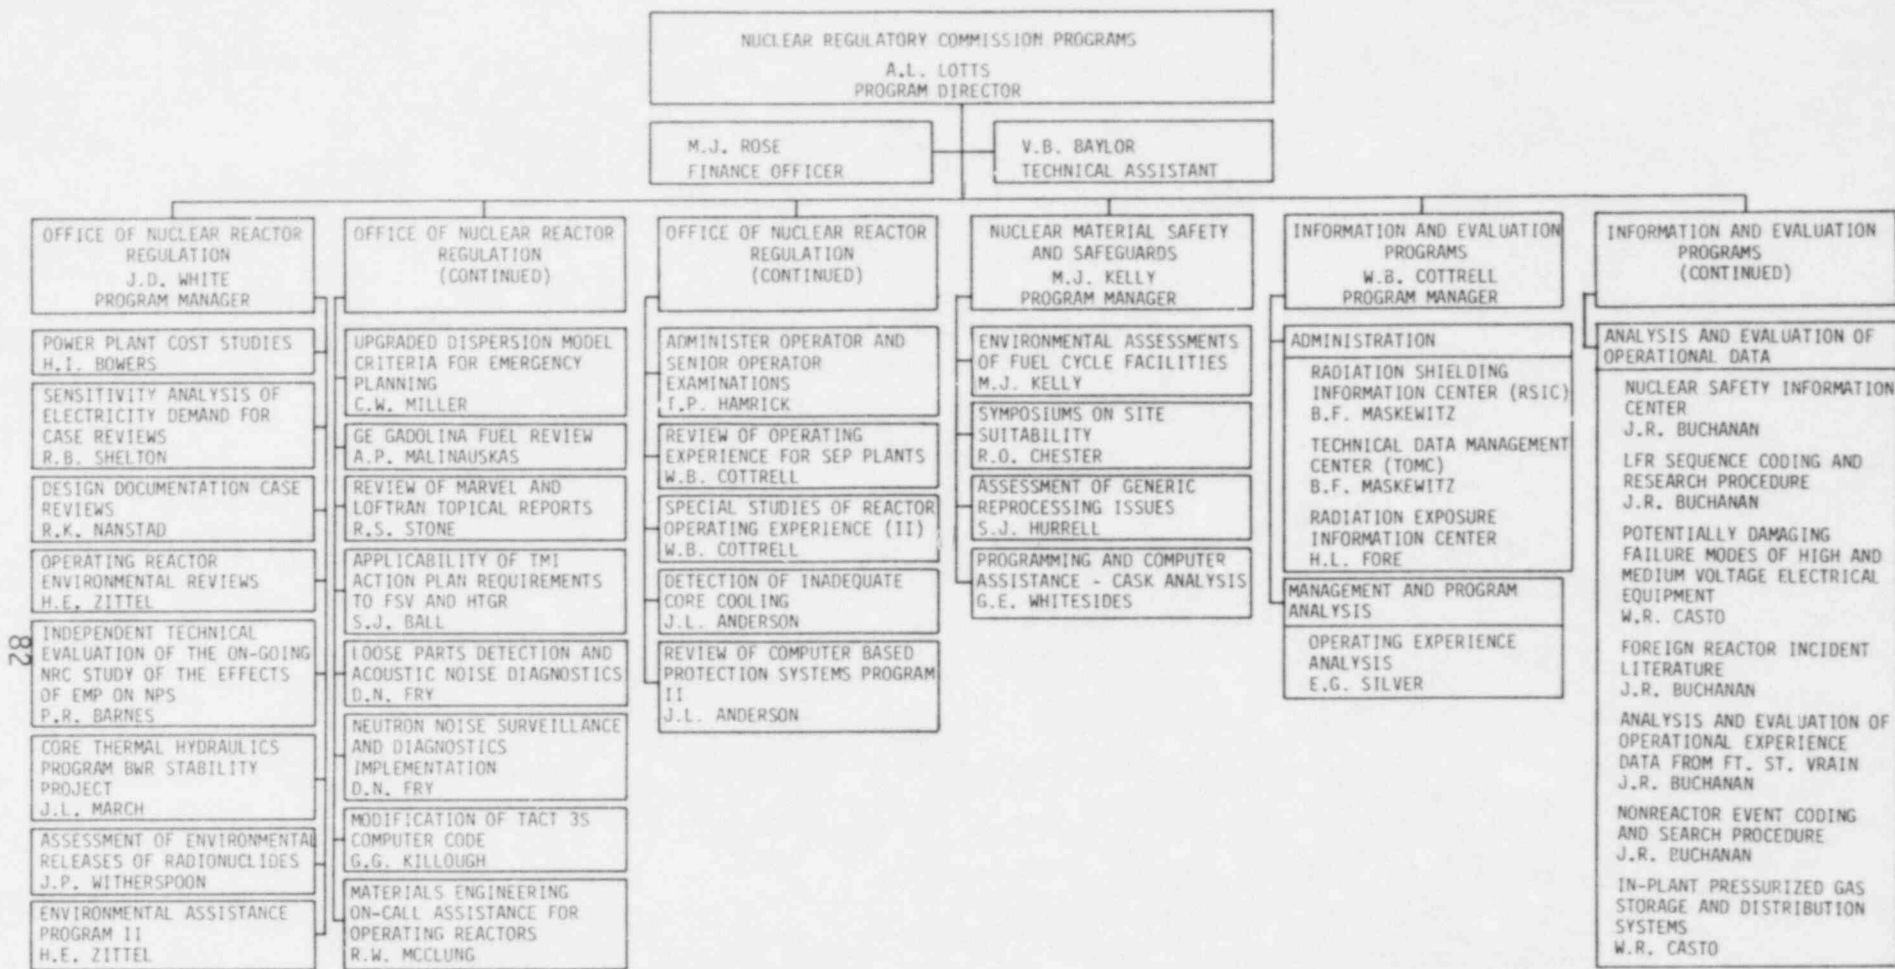 NUCLEAR REGULATORY COMMISSION PROGRAMS
A.L. LOTTS
PROGRAM DIRECTOR
M.J. ROSE
FINANCE OFFICER
V.B. BAYLOR
TECHNICAL ASSISTANT
OFFICE OF NUCLEAR REACTOR
REGULATION
J.D. WHITE
PROGRAM MANAGER
POWER PLANT COST STUDIES
H.I. BOWERS
SENSITIVITY ANALYSIS OF
ELECTRICITY DEMAND FOR
CASE REVIEWS
R.B. SHELTON
DESIGN DOCUMENTATION CASE
REVIEWS
R.K. NANSTAD
OPERATING REACTOR
ENVIRONMENTAL REVIEWS
H.E. ZITTEL
INDEPENDENT TECHNICAL
EVALUATION OF THE ON-GOING
NRC STUDY OF THE EFFECTS
OF EMP ON NPS
P.R. BARNES
CORE THERMAL HYDRAULICS
PROGRAM BWR STABILITY
PROJECT
J.L. MARCH
ASSESSMENT OF ENVIRONMENTAL
RELEASES OF RADIONUCLIDES
J.P. WITHERSPOON
ENVIRONMENTAL ASSISTANCE
PROGRAM II
H.E. ZITTEL
OFFICE OF NUCLEAR REACTOR
REGULATION
(CONTINUED)
UPGRADED DISPERSION MODEL
CRITERIA FOR EMERGENCY
PLANNING
C.W. MILLER
GE GADOLINA FUEL REVIEW
A.P. MALINAUSKAS
REVIEW OF MARVEL AND
LOFTRAN TOPICAL REPORTS
R.S. STONE
APPLICABILITY OF TMI
ACTION PLAN REQUIREMENTS
TO FSV AND HTGR
S.J. BALL
LOOSE PARTS DETECTION AND
ACOUSTIC NOISE DIAGNOSTICS
D.N. FRY
NEUTRON NOISE SURVEILLANCE
AND DIAGNOSTICS
IMPLEMENTATION
D.N. FRY
MODIFICATION OF TACT 3S
COMPUTER CODE
G.G. KILLOUGH
MATERIALS ENGINEERING
ON-CALL ASSISTANCE FOR
OPERATING REACTORS
R.W. MCCLUNG
OFFICE OF NUCLEAR REACTOR
REGULATION
(CONTINUED)
ADMINISTER OPERATOR AND
SENIOR OPERATOR
EXAMINATIONS
T.P. HAMRICK
REVIEW OF OPERATING
EXPERIENCE FOR SEP PLANTS
W.B. COTTRELL
SPECIAL STUDIES OF REACTOR
OPERATING EXPERIENCE (II)
W.B. COTTRELL
DETECTION OF INADEQUATE
CORE COOLING
J.L. ANDERSON
REVIEW OF COMPUTER BASED
PROTECTION SYSTEMS PROGRAM
II
J.L. ANDERSON
NUCLEAR MATERIAL SAFETY
AND SAFEGUARDS
M.J. KELLY
PROGRAM MANAGER
ENVIRONMENTAL ASSESSMENTS
OF FUEL CYCLE FACILITIES
M.J. KELLY
SYMPOSIUMS ON SITE
SUITABILITY
R.O. CHESTER
ASSESSMENT OF GENERIC
REPROCESSING ISSUES
S.J. HURRELL
PROGRAMMING AND COMPUTER
ASSISTANCE - CASK ANALYSIS
G.E. WHITESIDES
INFORMATION AND EVALUATION
PROGRAMS
W.B. COTTRELL
PROGRAM MANAGER
ADMINISTRATION
RADIATION SHIELDING
INFORMATION CENTER (RSIC)
B.F. MASKEWITZ
TECHNICAL DATA MANAGEMENT
CENTER (TOMC)
B.F. MASKEWITZ
RADIATION EXPOSURE
INFORMATION CENTER
H.L. FORE
MANAGEMENT AND PROGRAM
ANALYSIS
OPERATING EXPERIENCE
ANALYSIS
E.G. SILVER
INFORMATION AND EVALUATION
PROGRAMS
(CONTINUED)
ANALYSIS AND EVALUATION OF
OPERATIONAL DATA
NUCLEAR SAFETY INFORMATION
CENTER
J.R. BUCHANAN
LFR SEQUENCE CODING AND
RESEARCH PROCEDURE
J.R. BUCHANAN
POTENTIALLY DAMAGING
FAILURE MODES OF HIGH AND
MEDIUM VOLTAGE ELECTRICAL
EQUIPMENT
W.R. CASTO
FOREIGN REACTOR INCIDENT
LITERATURE
J.R. BUCHANAN
ANALYSIS AND EVALUATION OF
OPERATIONAL EXPERIENCE
DATA FROM FT. ST. VRAIN
J.R. BUCHANAN
NONREACTOR EVENT CODING
AND SEARCH PROCEDURE
J.R. BUCHANAN
IN-PLANT PRESSURIZED GAS
STORAGE AND DISTRIBUTION
SYSTEMS
W.R. CASTO
82